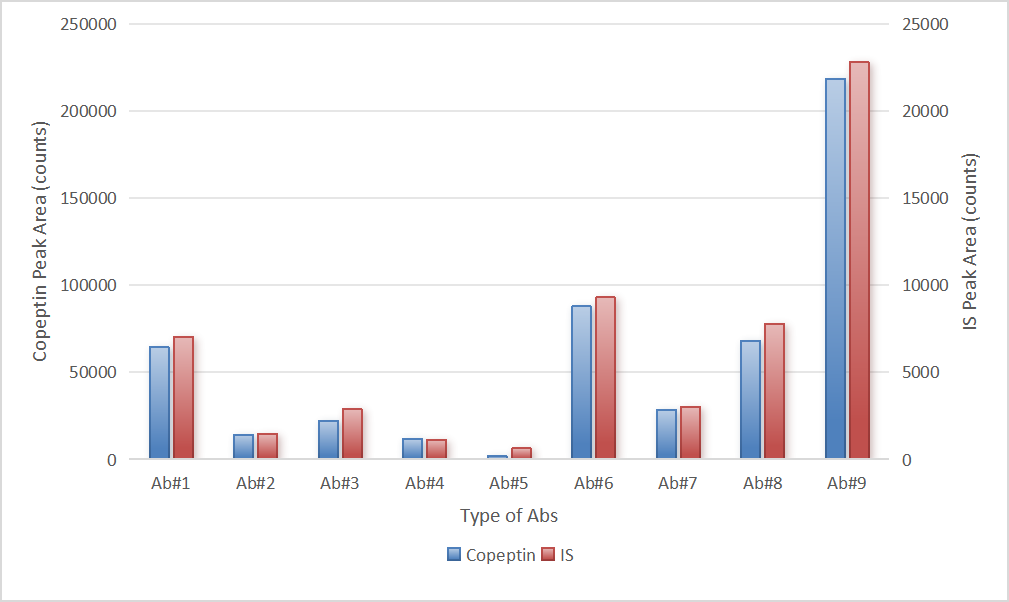 250000
200000
150000
100000
50000
0
Copeptin Peak Area (counts)
25000
20000
15000
10000
5000
0
IS Peak Area (counts)
Ab#1 Ab#2 Ab#3 Ab#4 Ab#5 Ab#6 Ab#7 Ab#8 Ab#9
Type of Abs
Copeptin IS